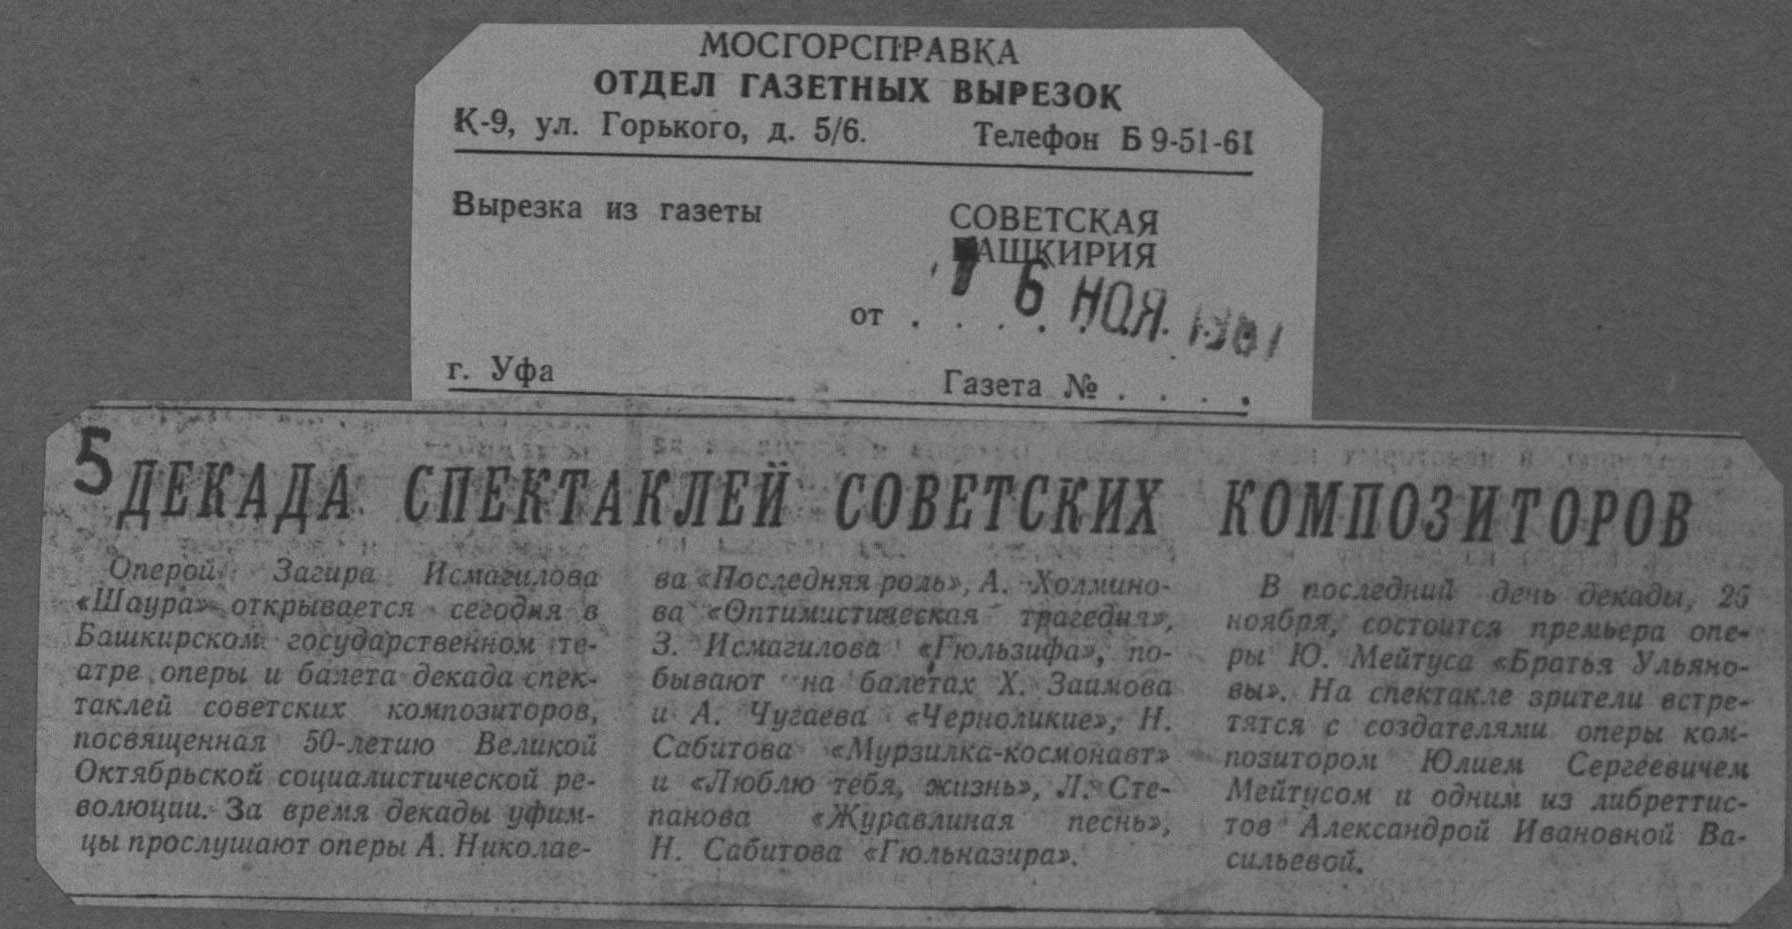 МОСГОРСПРАВКА
ОТДЕЛ ГАЗЕТНЫХ ВЫРЕЗОК
К-9, ул. Горького, д. 5/6. Телефон Б 9-51-61
Вырезка из газеты СОВЕТСКАЯ
БАШКИРИЯ
от . . . 6 НОЯ.
г. Уфа Газета № . . . .
5 ДЕКАДА СПЕКТАКЛЕЙ СОВЕТСКИХ КОМПОЗИТОРОВ
Оперой Загира Исмагилова
«Шаура» открывается сегодня в
Башкирском государственном те-
атре оперы и балета декада спек-
таклей советских композиторов,
посвященная 50-летию Великой
Октябрьской социалистической ре-
волюции. За время декады уфим-
цы прослушают оперы А. Николае-
ва «Последняя роль», А. Холмино-
ва «Оптимистическая трагедия»,
З. Исмагилова «Гюльзифа», по-
бывают на балетах Х. Заимова
и А. Чугаева «Черноликие», Н.
Сабитова «Мурзилка-космонавт»
и «Люблю тебя, жизнь», Л. Сте-
панова «Журавлиная песнь»,
Н. Сабитова «Гюльназира».
В последний день декады, 25
ноября, состоится премьера опе-
ры Ю. Мейтуса «Братья Ульяно-
вы». На спектакле зрители встре-
тятся с создателями оперы ком-
позитором Юлием Сергеевичем
Мейтусом и одним из либреттис-
тов Александрой Ивановной Ва-
сильевой.